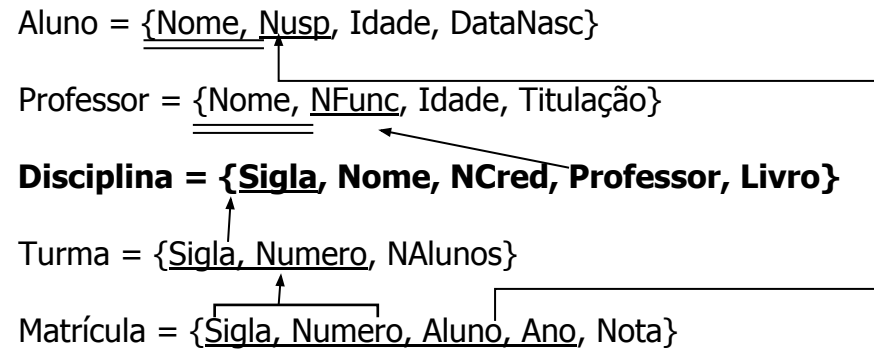 Aluno = {Nome, Nusp, Idade, DataNasc}
Professor = {Nome, NFunc, Idade, Titulação}
Disciplina = {Sigla, Nome, NCred, Professor, Livro}
Turma = {Sigla, Numero, NAlunos}
Matrícula = {Sigla, Numero, Aluno, Ano, Nota}